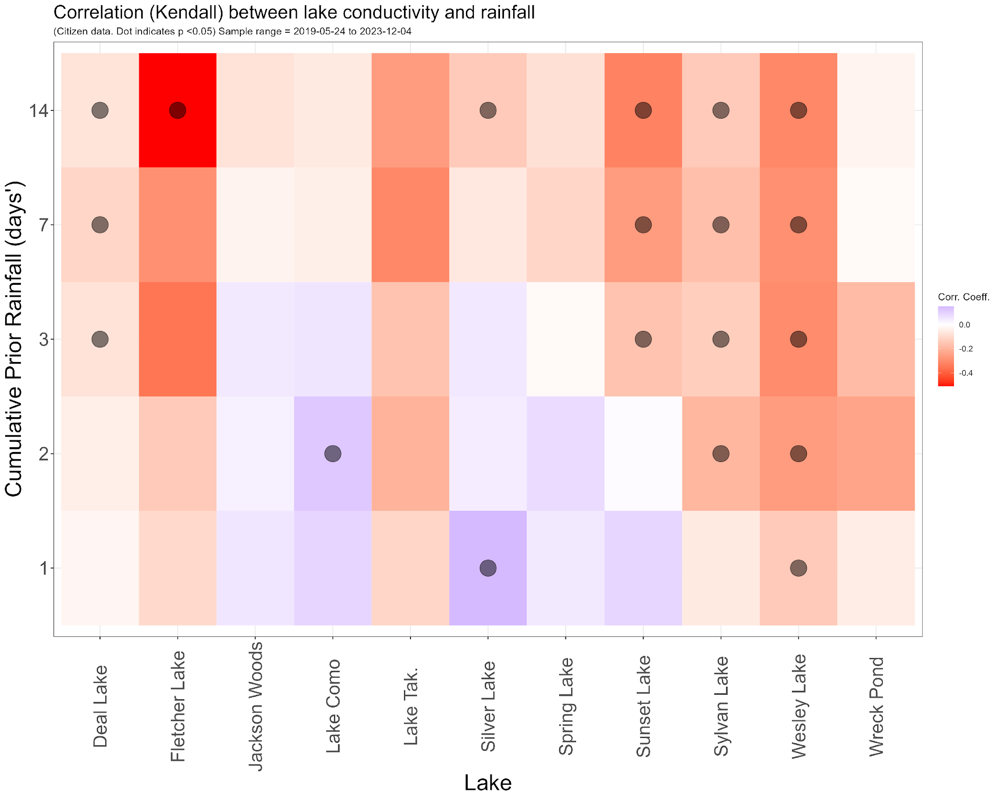 Correlation (Kendall) between lake conductivity and rainfall
(Citizen data. Dot indicates p <0.05) Sample range = 2019-05-24 to 2023-12-04
Cumulative Prior Rainfall (days')
14
7
3
2
1
Corr. Coeff.
0.0
-0.2
-0.4
Deal Lake
Fletcher Lake
Jackson Woods
Lake Como
Lake Tak.
Silver Lake
Spring Lake
Sunset Lake
Sylvan Lake
Wesley Lake
Wreck Pond
Lake